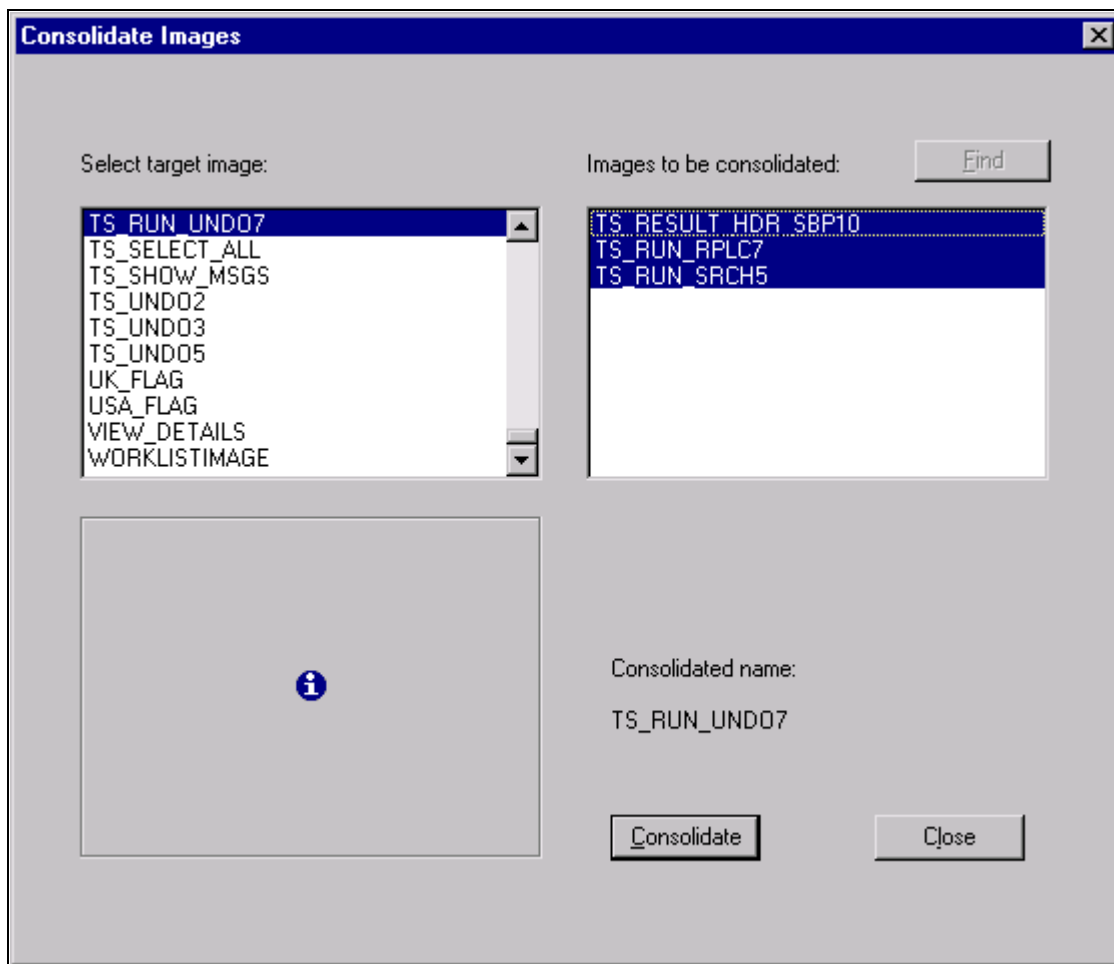 Consolidate Images
Select target image:
Images to be consolidated:
Find
TS_RUN_UNDO7
TS_SELECT_ALL
TS_SHOW_MSGS
TS_UNDO2
TS_UNDO3
TS_UNDO5
UK_FLAG
USA_FLAG
VIEW_DETAILS
WORKLISTIMAGE
TS_RESULT_HDR_SBP10
TS_RUN_RPLC7
TS_RUN_SRCH5
Consolidated name:
TS_RUN_UNDO7
Consolidate
Close